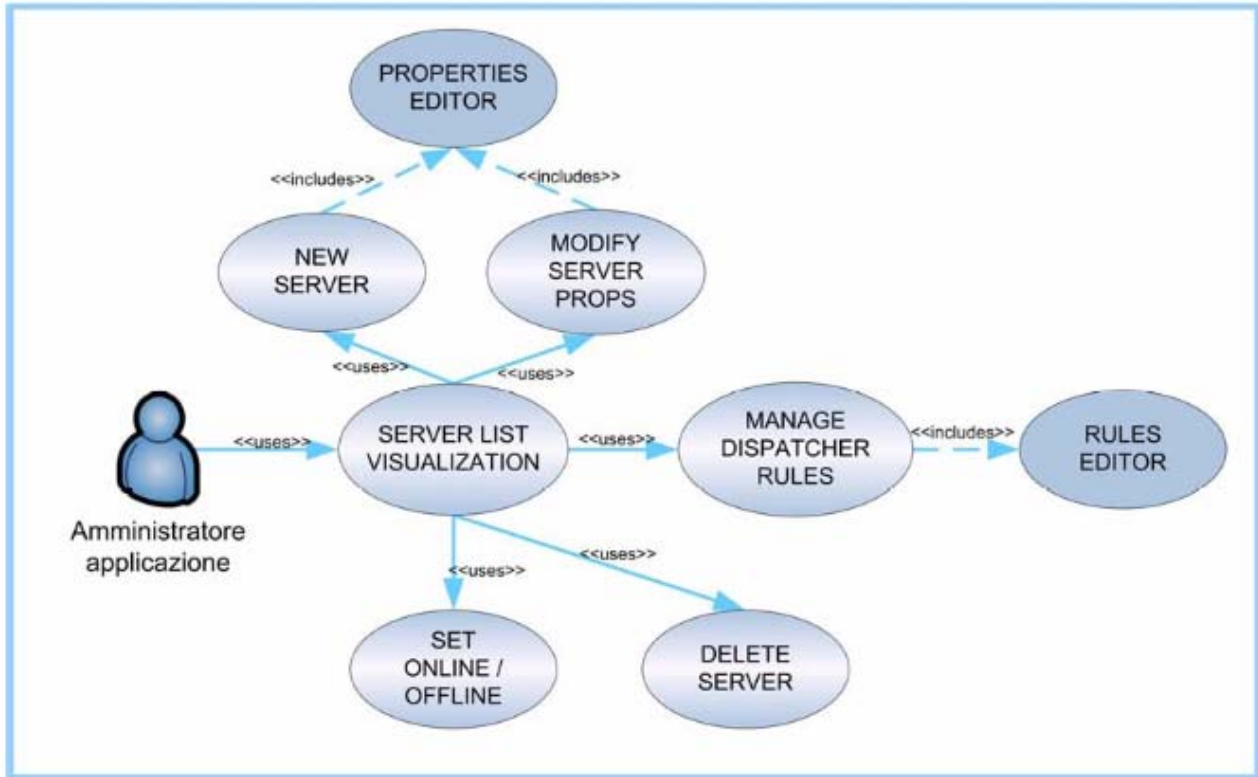 PROPERTIES
EDITOR
<<includes>>
<<includes>>
NEW
SERVER
MODIFY
SERVER
PROPS
<<uses>>
<<uses>>
Amministratore
applicazione
<<uses>>
SERVER LIST
VISUALIZATION
<<uses>>
MANAGE
DISPATCHER
RULES
<<includes>>
RULES
EDITOR
<<uses>>
<<uses>>
SET
ONLINE /
OFFLINE
DELETE
SERVER